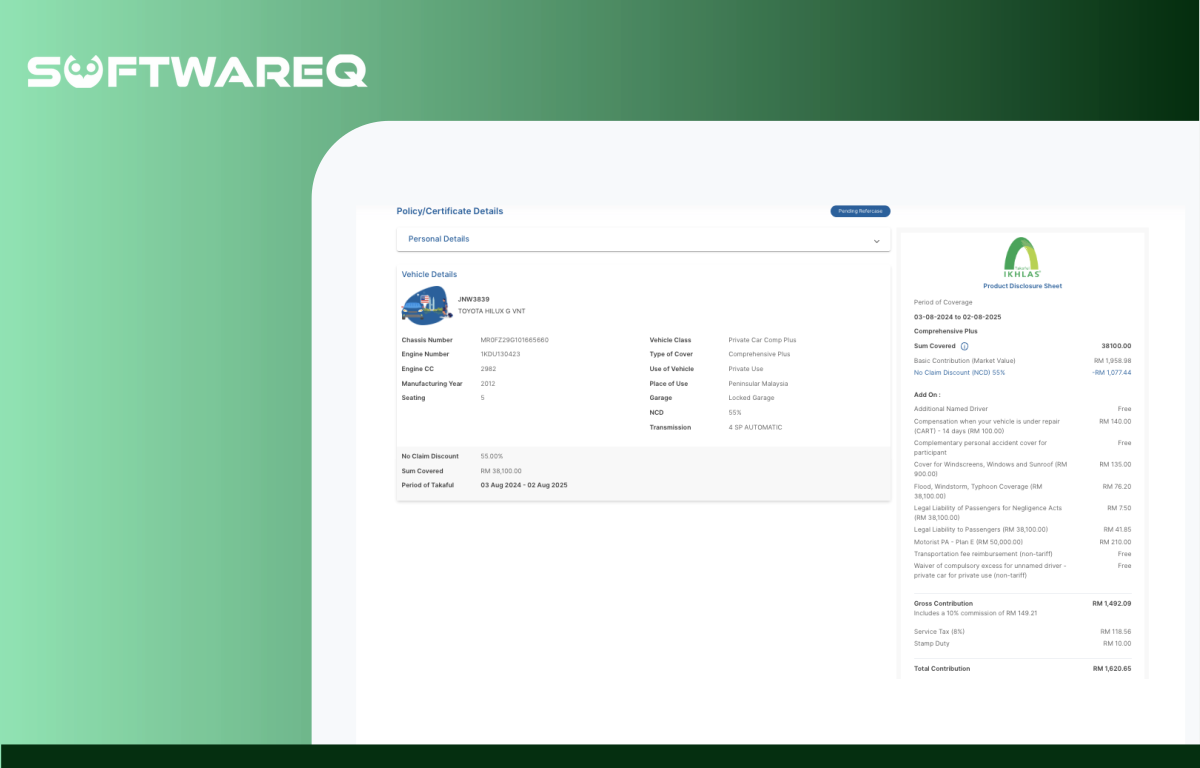 SOFTWAREQ
Policy/Certificate Details
Pending Refercase
Personal Details
Vehicle Details
JNW3839
TOYOTA HILUX G VNT
Chassis Number MR0FZ29G101665660
Engine Number 1KDU130423
Engine CC 2982
Manufacturing Year 2012
Seating 5
Vehicle Class Private Car Comp Plus
Type of Cover Comprehensive Plus
Use of Vehicle Private Use
Place of Use Peninsular Malaysia
Garage Locked Garage
NCD 55%
Transmission 4 SP AUTOMATIC
No Claim Discount 55.00%
Sum Covered RM 38,100.00
Period of Takaful 03 Aug 2024 - 02 Aug 2025
IKHLAS
Product Disclosure Sheet
Period of Coverage
03-08-2024 to 02-08-2025
Comprehensive Plus
Sum Covered 38100.00
Basic Contribution (Market Value) RM 1,958.98
No Claim Discount (NCD) 55% -RM 1,077.44
Add On :
Additional Named Driver Free
Compensation when your vehicle is under repair RM 140.00
(CART) - 14 days (RM 100.00)
Complementary personal accident cover for Free
participant
Cover for Windscreens, Windows and Sunroof (RM RM 135.00
900.00)
Flood, Windstorm, Typhoon Coverage (RM RM 76.20
38,100.00)
Legal Liability of Passengers for Negligence Acts RM 7.50
(RM 38,100.00)
Legal Liability to Passengers (RM 38,100.00) RM 41.85
Motorist PA - Plan E (RM 50,000.00) RM 210.00
Transportation fee reimbursement (non-tariff) Free
Waiver of compulsory excess for unnamed driver - Free
private car for private use (non-tariff)
Gross Contribution RM 1,492.09
Includes a 10% commission of RM 149.21
Service Tax (8%) RM 118.56
Stamp Duty RM 10.00
Total Contribution RM 1,620.65